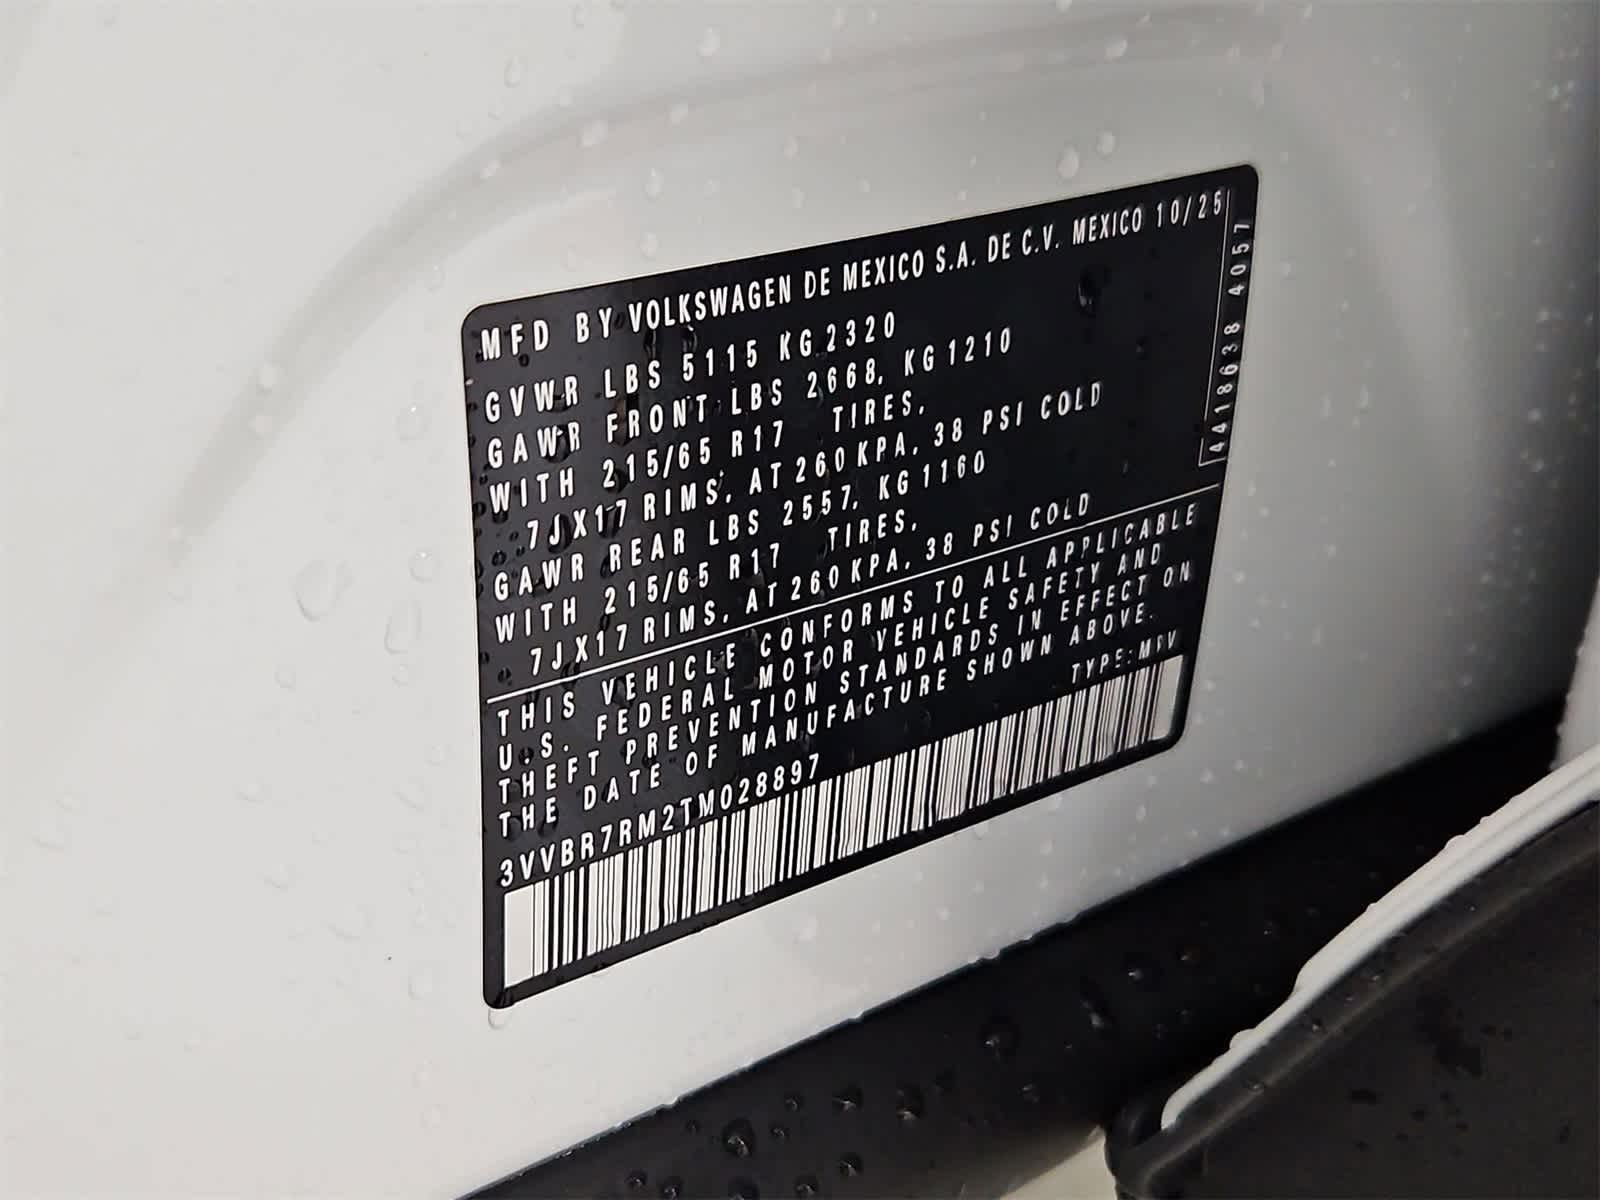 MFD BY VOLKSWAGEN DE MEXICO S.A. DE C.V. MEXICO 10/25
GVWR LBS 5115 KG 2320
GAWR FRONT LBS 2668, KG 1210
WITH 215/65 R17 TIRES,
7JX17 RIMS, AT 260 KPA, 38 PSI COLD
GAWR REAR LBS 2557, KG 1160
WITH 215/65 R17 TIRES,
7JX17 RIMS, AT 260 KPA, 38 PSI COLD
THIS VEHICLE CONFORMS TO ALL APPLICABLE
U.S. FEDERAL MOTOR VEHICLE SAFETY AND
THEFT PREVENTION STANDARDS IN EFFECT ON
THE DATE OF MANUFACTURE SHOWN ABOVE.
3VVBR7RM2TM028897 TYPE: MPV
4418638 4057